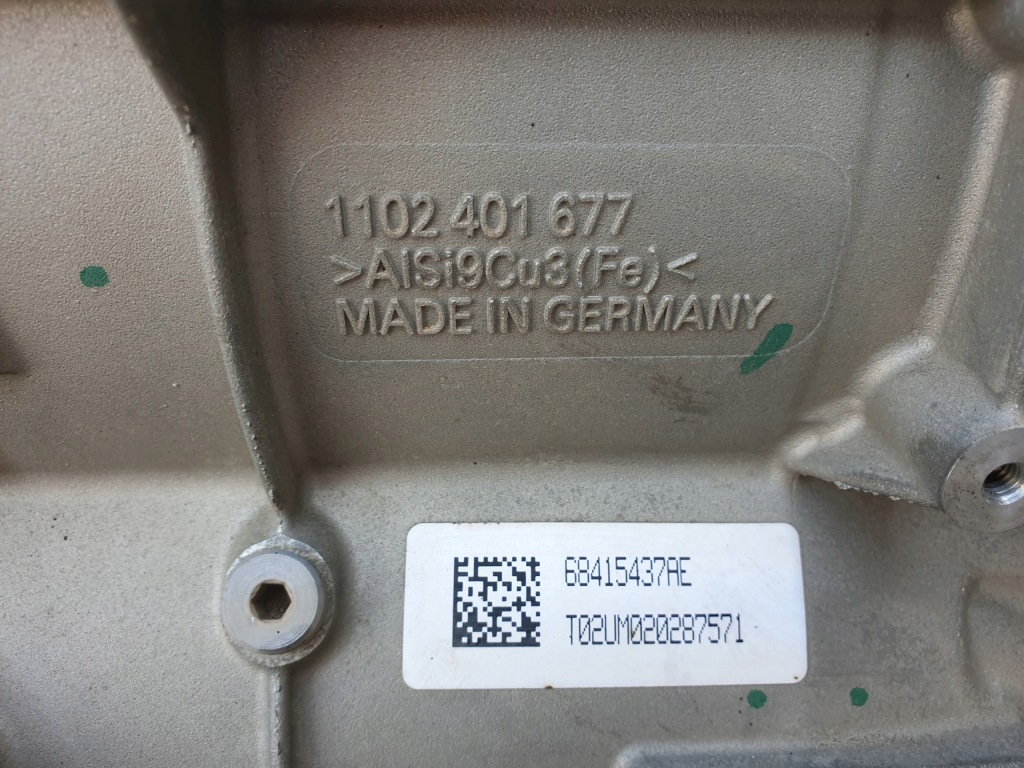 1102 401 677
>AlSi9Cu3(Fe)<
MADE IN GERMANY
68415437AE
T02UM020287571